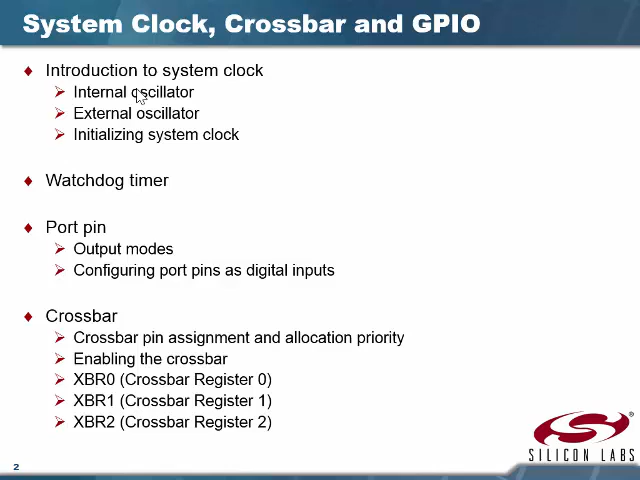 System Clock, Crossbar and GPIO
Introduction to system clock
Internal oscillator
External oscillator
Initializing system clock
Watchdog timer
Port pin
Output modes
Configuring port pins as digital inputs
Crossbar
Crossbar pin assignment and allocation priority
Enabling the crossbar
XBR0 (Crossbar Register 0)
XBR1 (Crossbar Register 1)
XBR2 (Crossbar Register 2)
®
SILICON LABS
2